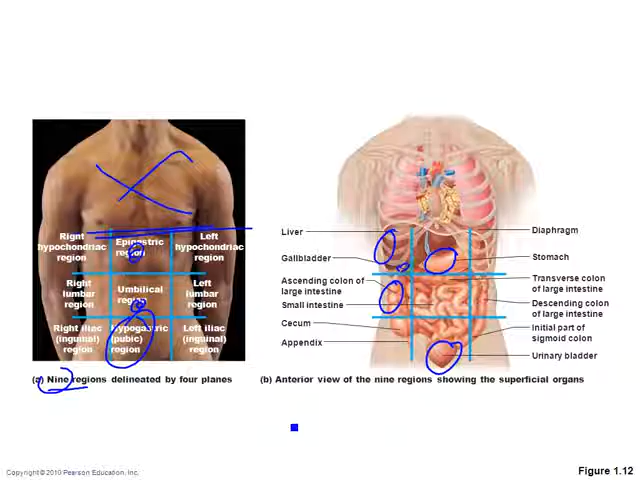 Right
hypochondriac
region
Epigastric
region
Left
hypochondriac
region
Right
lumbar
region
Umbilical
region
Left
lumbar
region
Right iliac
(inguinal)
region
Hypogastric
(pubic)
region
Left iliac
(inguinal)
region
(a) Nine regions delineated by four planes
Liver
Gallbladder
Ascending colon of
large intestine
Small intestine
Cecum
Appendix
Diaphragm
Stomach
Transverse colon
of large intestine
Descending colon
of large intestine
Initial part of
sigmoid colon
Urinary bladder
(b) Anterior view of the nine regions showing the superficial organs
Copyright © 2010 Pearson Education, Inc.
Figure 1.12